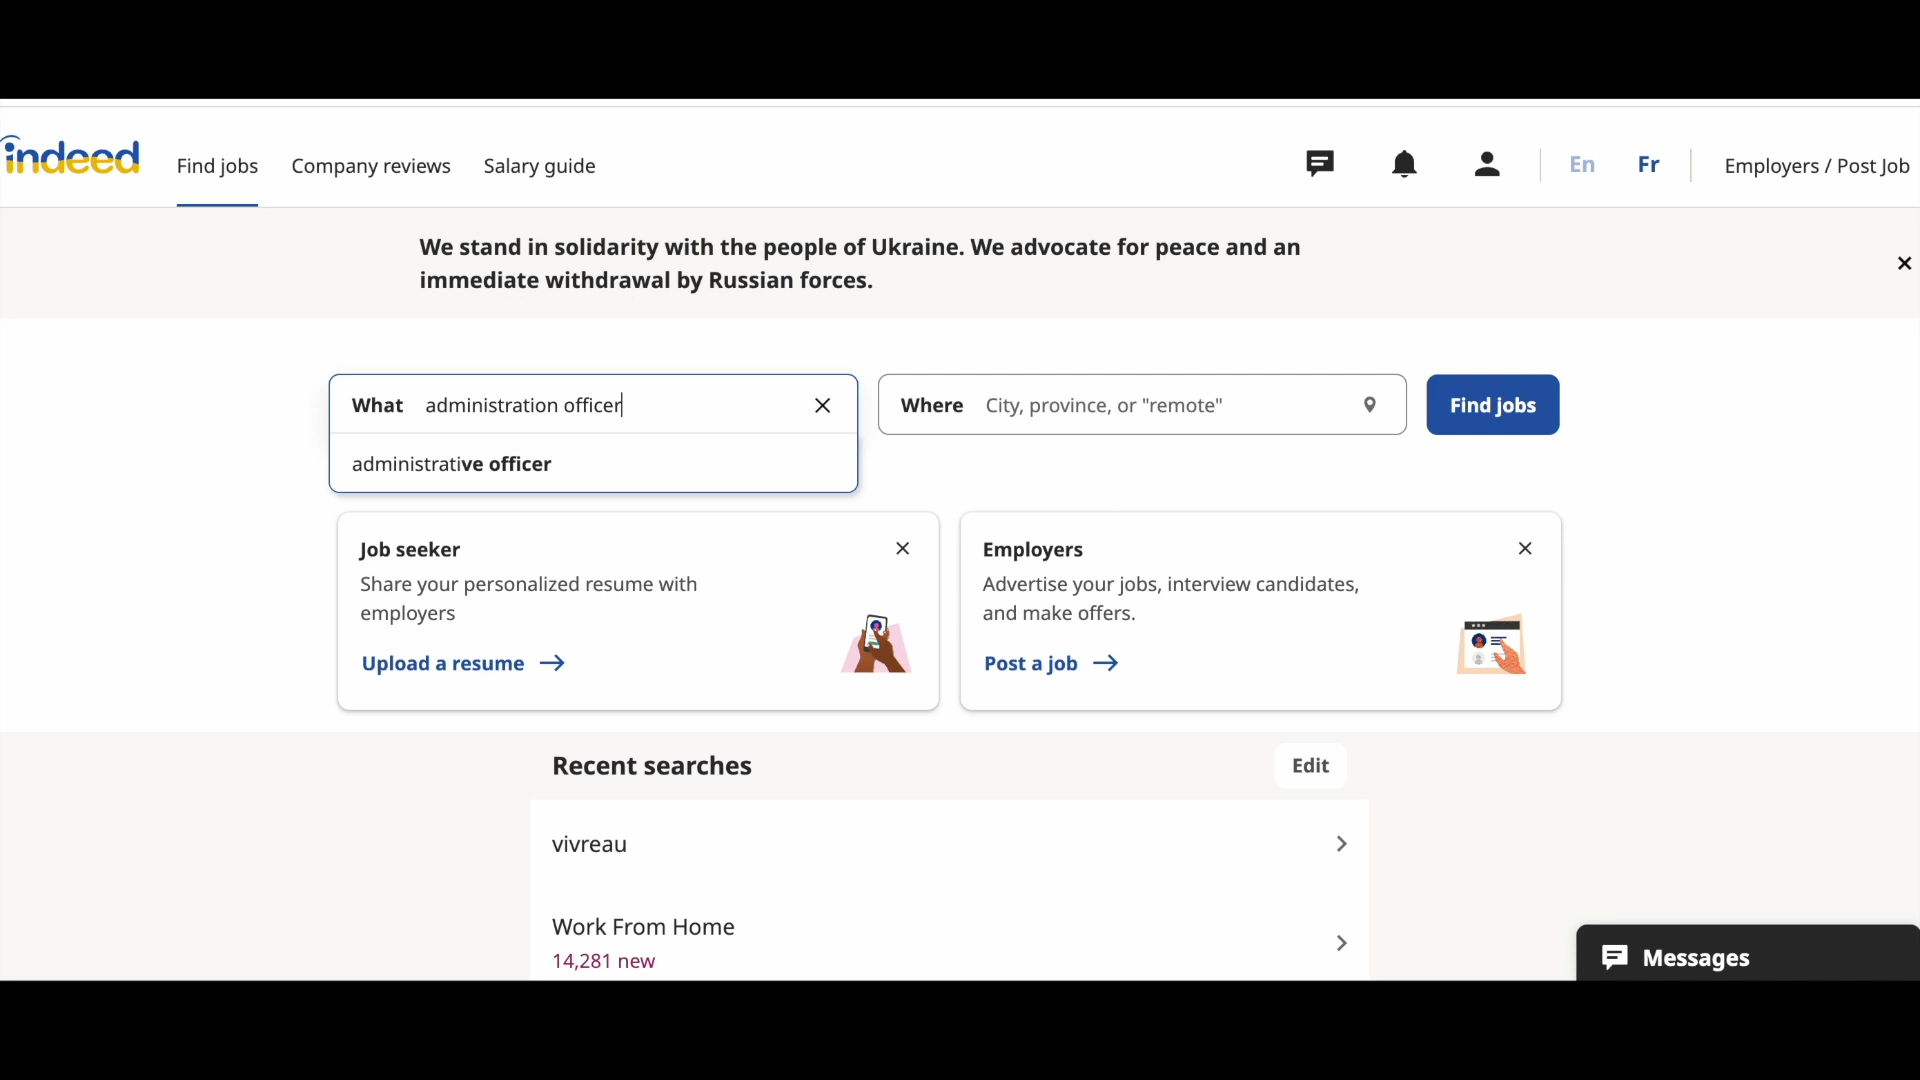 indeed
Find jobs
Company reviews
Salary guide
En
Fr
Employers / Post Job
We stand in solidarity with the people of Ukraine. We advocate for peace and an
immediate withdrawal by Russian forces.
What administration officer
Where City, province, or "remote"
Find jobs
administrative officer
Job seeker
Share your personalized resume with
employers
Upload a resume
Employers
Advertise your jobs, interview candidates,
and make offers.
Post a job
Recent searches
Edit
vivreau
Work From Home
14,281 new
Messages